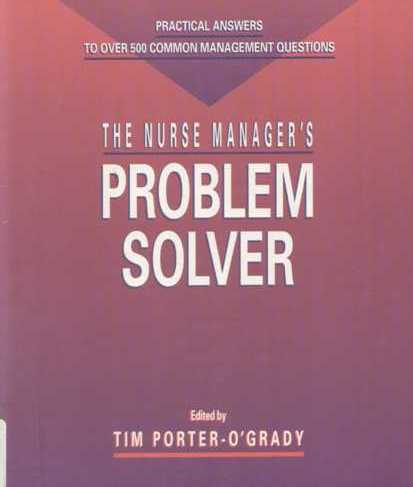 PRACTICAL ANSWERS
TO OVER 500 COMMON MANAGEMENT QUESTIONS
THE NURSE MANAGER'S
PROBLEM
SOLVER
Edited by
TIM PORTER-O'GRADY